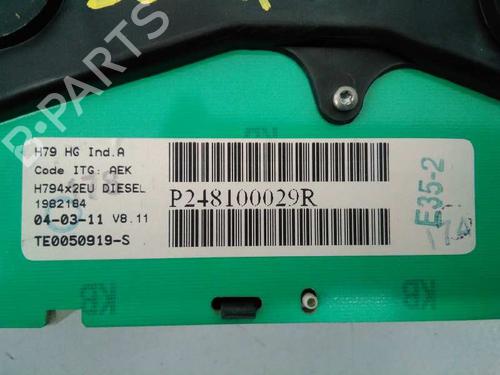 B-PARTS
KB
H79 HG Ind.A
Code ITG: AEK
H794x2EU DIESEL
1982164
04-03-11 V8.11
TE0050919-S
P248100029R
E35-2
KB
KB